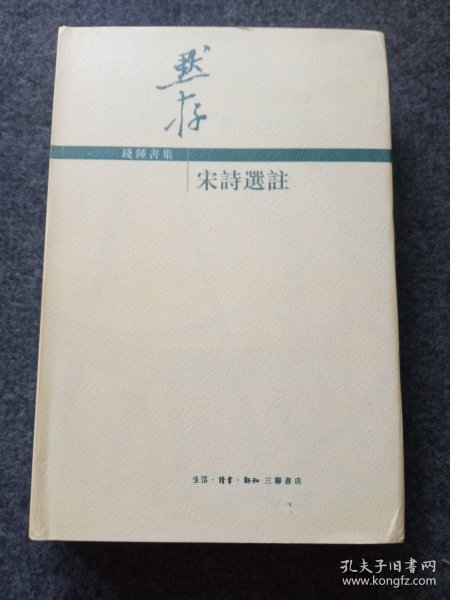 默存
錢鍾書集
宋詩選註
生活·讀書·新知 三聯書店
孔夫子旧书网
www.kongfz.com